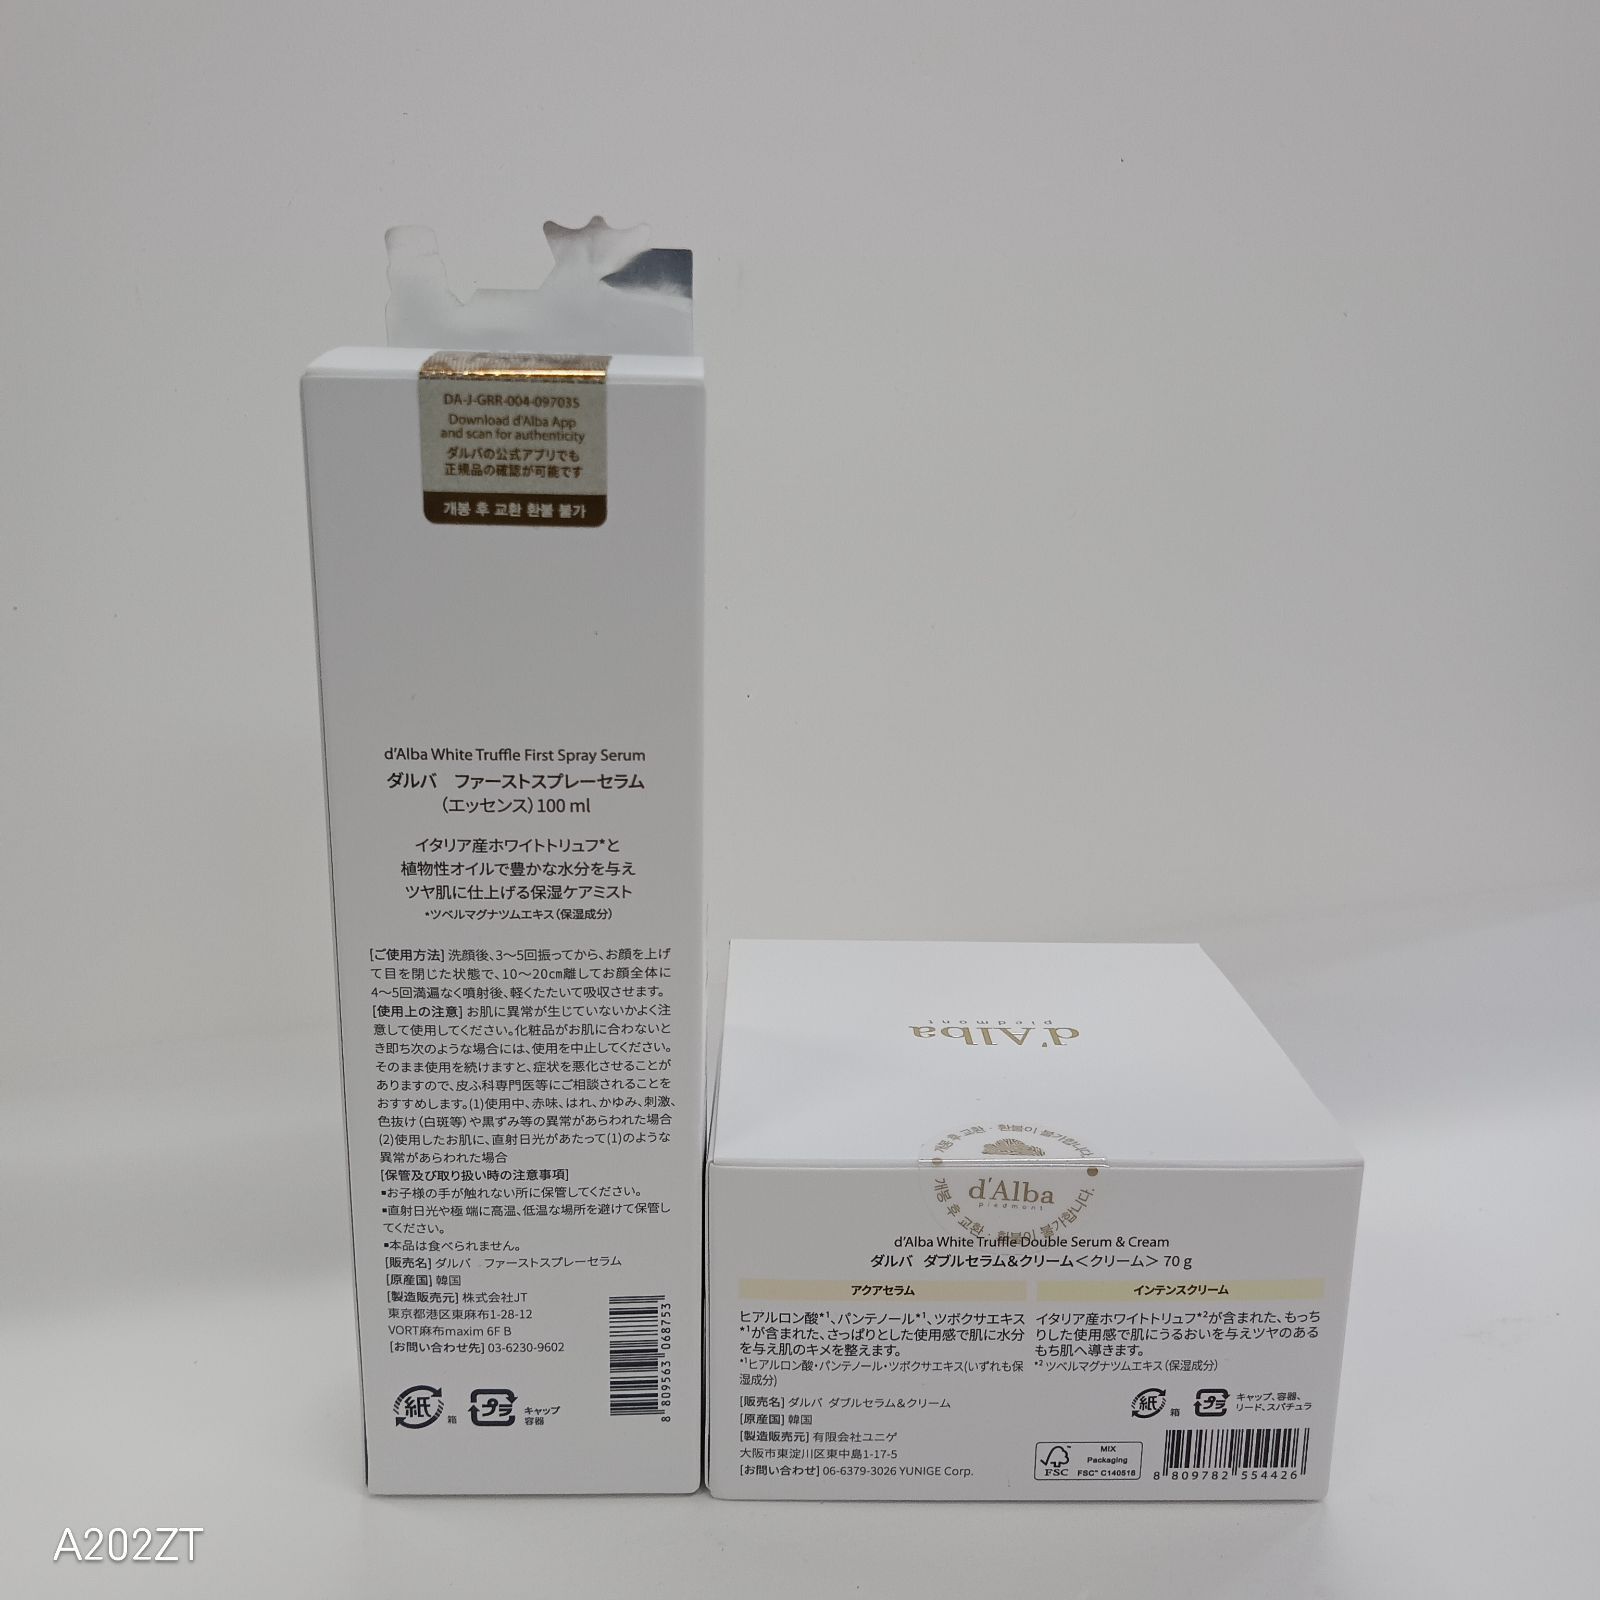 DA-J-GRR-004-09703S
Download d'Alba App
and scan for authenticity
ダルバの公式アプリでも
正規品の確認が可能です
개봉 후 교환 환불 불가
d'Alba White Truffle First Spray Serum
ダルバ　ファーストスプレーセラム
（エッセンス）100 ml
イタリア産ホワイトトリュフ*と
植物性オイルで豊かな水分を与え
ツヤ肌に仕上げる保湿ケアミスト
*ツベルマグナツムエキス（保湿成分）
[ご使用方法] 洗顔後、3～5回振ってから、お顔を上げ
て目を閉じた状態で、10～20㎝離してお顔全体に
4～5回満遍なく噴射後、軽くたたいて吸収させます。
[使用上の注意] お肌に異常が生じていないかよく注
意して使用してください。化粧品がお肌に合わないと
き即ち次のような場合には、使用を中止してください。
そのまま使用を続けますと、症状を悪化させることが
ありますので、皮ふ科専門医等にご相談されることを
おすすめします。(1)使用中、赤味、はれ、かゆみ、刺激、
色抜け（白斑等）や黒ずみ等の異常があらわれた場合
(2)使用したお肌に、直射日光があたって(1)のような
異常があらわれた場合
[保管及び取り扱い時の注意事項]
▪お子様の手が触れない所に保管してください。
▪直射日光や極端に高温、低温な場所を避けて保管し
てください。
▪本品は食べられません。
[販売名] ダルバ　ファーストスプレーセラム
[原産国] 韓国
[製造販売元] 株式会社JT
東京都港区東麻布1-28-12
VORT麻布maxim 6F B
[お問い合わせ先] 03-6230-9602
紙 箱
プラ キャップ
容器
8 809563 068753
d'Alba
piedmont
개봉 후 교환 · 환불이 불가합니다.
d'Alba
piedmont
개봉 후 교환 · 환불이 불가합니다.
d'Alba White Truffle Double Serum & Cream
ダルバ ダブルセラム&クリーム＜クリーム＞ 70 g
アクアセラム
ヒアルロン酸*1、パンテノール*1、ツボクサエキス
*1が含まれた、さっぱりとした使用感で肌に水分
を与え肌のキメを整えます。
*1ヒアルロン酸・パンテノール・ツボクサエキス(いずれも保
湿成分)
インテンスクリーム
イタリア産ホワイトトリュフ*2が含まれた、もっち
りした使用感で肌にうるおいを与えツヤのある
もち肌へ導きます。
*2 ツベルマグナツムエキス（保湿成分）
[販売名] ダルバ ダブルセラム＆クリーム
[原産国] 韓国
[製造販売元] 有限会社ユニゲ
大阪市東淀川区東中島1-17-5
[お問い合わせ] 06-6379-3026 YUNIGE Corp.
紙 箱
プラ キャップ、容器、
リード、スパチュラ
FSC
MIX
Packaging
FSC™ C140518
8 809782 554426
A202ZT